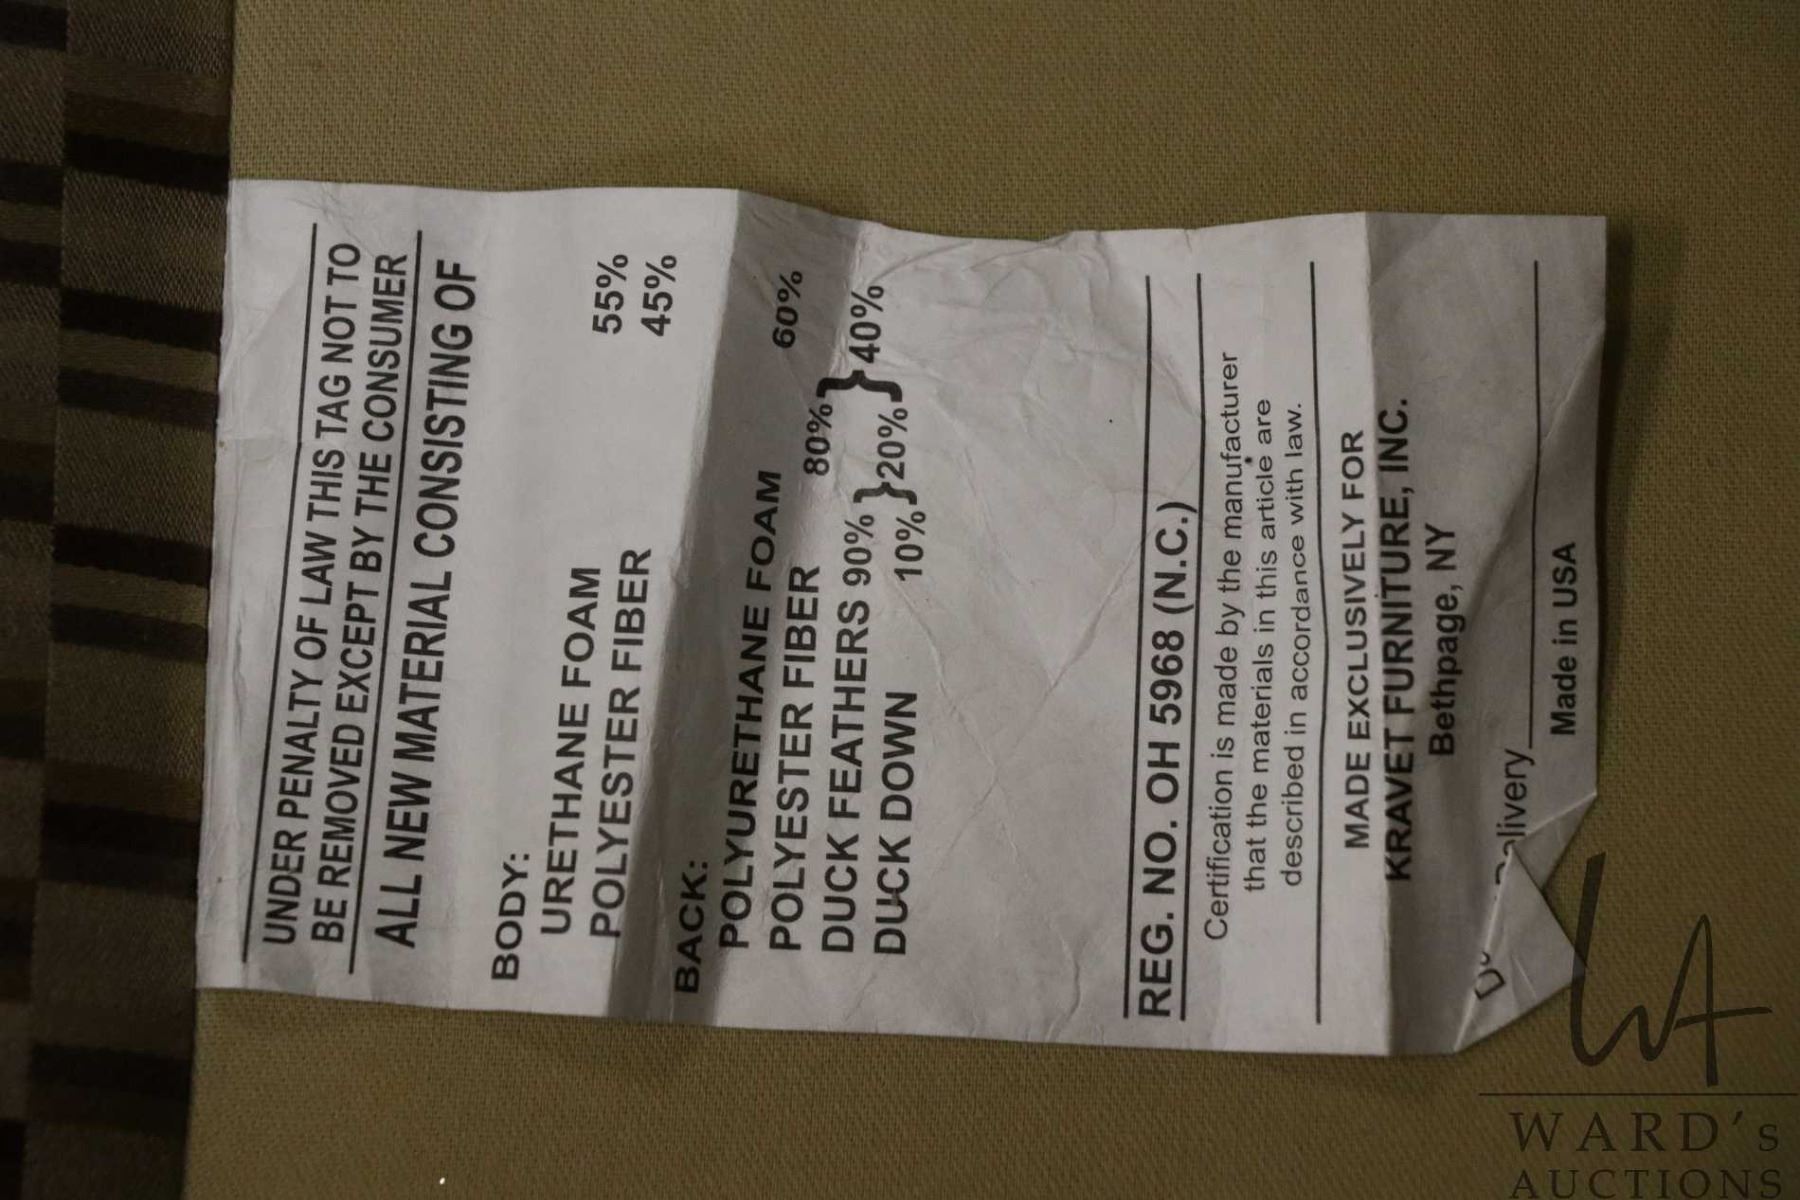 UNDER PENALTY OF LAW THIS TAG NOT TO
BE REMOVED EXCEPT BY THE CONSUMER
ALL NEW MATERIAL CONSISTING OF
BODY:
URETHANE FOAM 55%
POLYESTER FIBER 45%
BACK:
POLYURETHANE FOAM 60%
POLYESTER FIBER 80%
DUCK FEATHERS 90% } 40%
DUCK DOWN 10% } 20% }
REG. NO. OH 5968 (N.C.)
Certification is made by the manufacturer
that the materials in this article are
described in accordance with law.
MADE EXCLUSIVELY FOR
KRAVET FURNITURE, INC.
Bethpage, NY
Made in USA
WA
WARD's
AUCTIONS